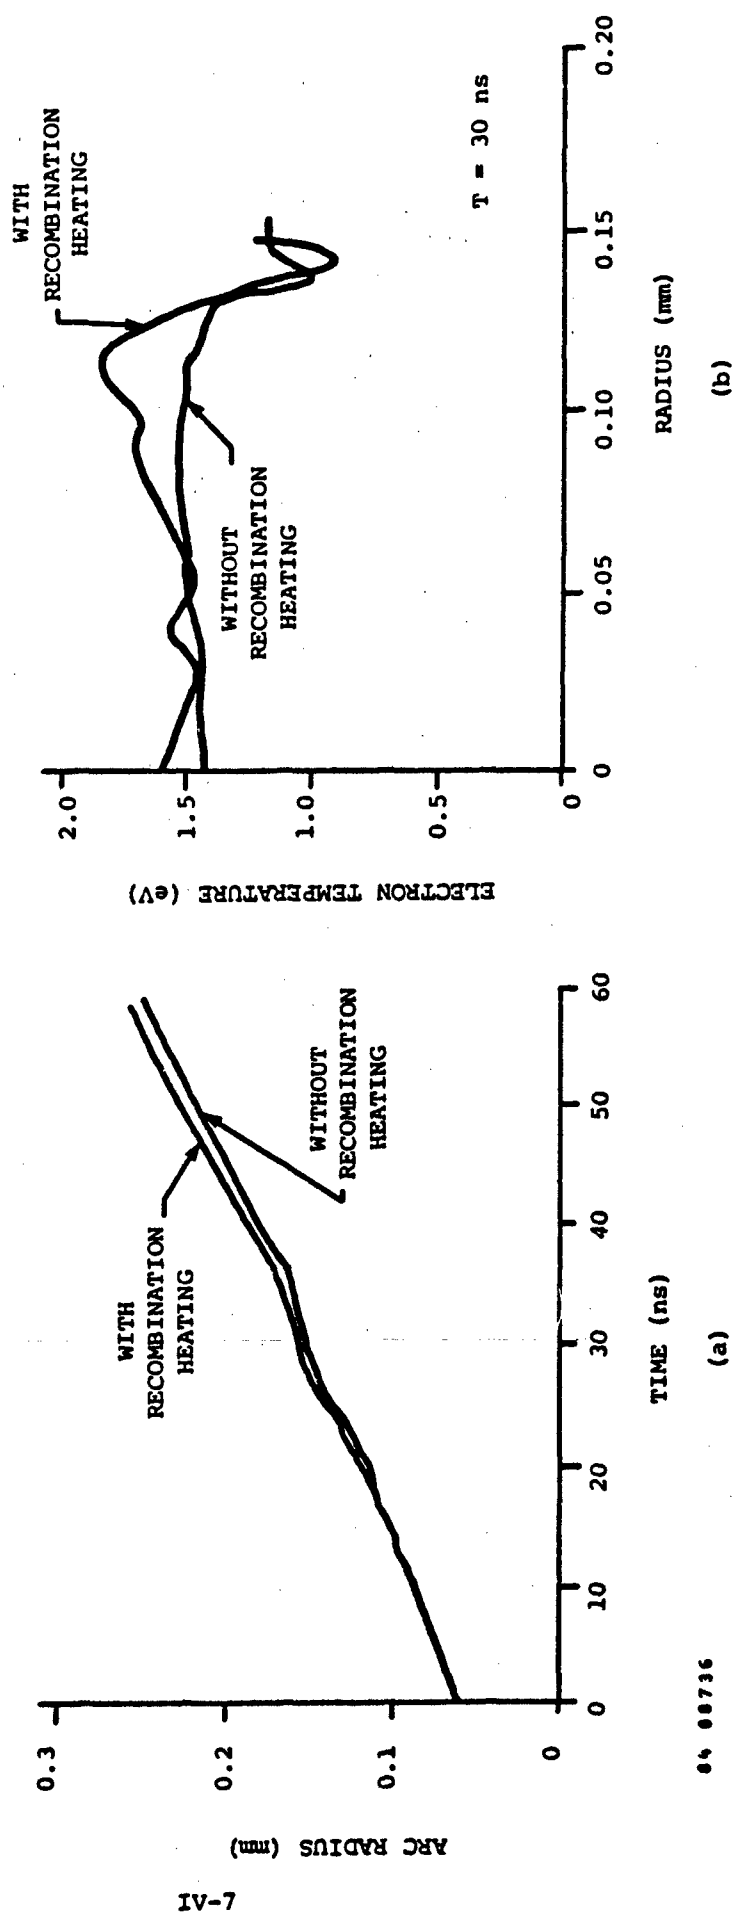 ARC RADIUS (mm)
0.3
0.2
0.1
0
WITH
RECOMBINATION
HEATING
WITHOUT
RECOMBINATION
HEATING
0
10
20
30
40
50
60
TIME (ns)
(a)
ELECTRON TEMPERATURE (eV)
2.0
1.5
1.0
0.5
0
WITH
RECOMBINATION
HEATING
WITHOUT
RECOMBINATION
HEATING
T = 30 ns
0
0.05
0.10
0.15
0.20
RADIUS (mm)
(b)
84 08736
IV-7